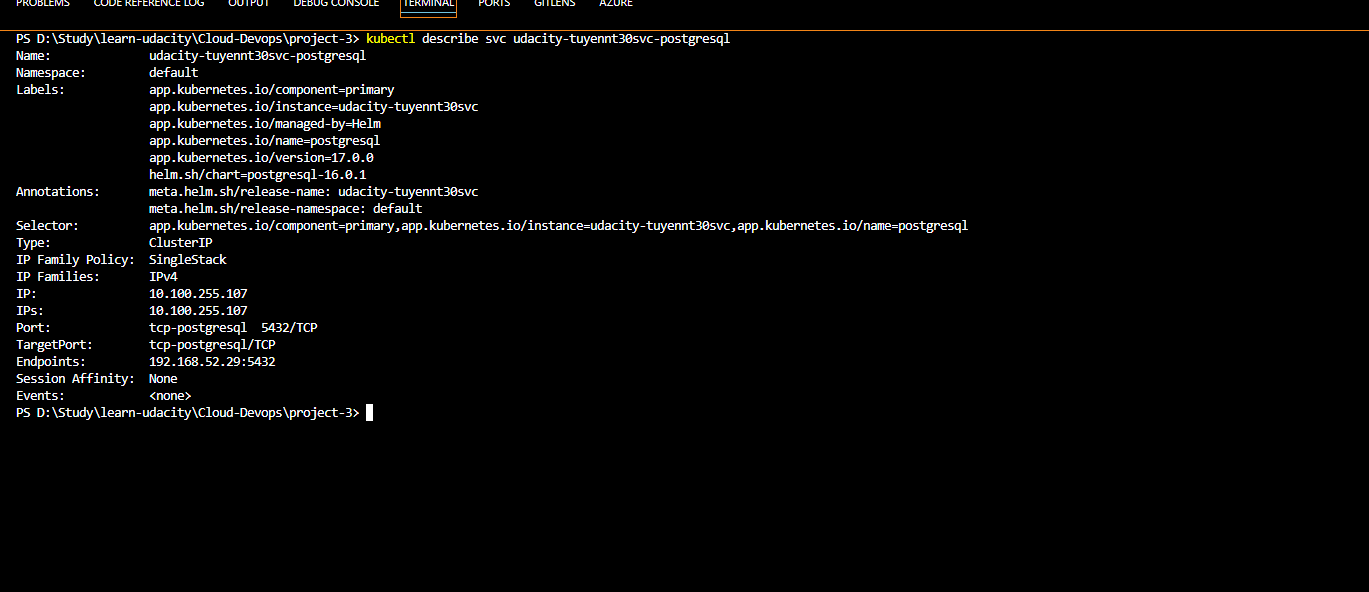 PROBLEMS CODE REFERENCE LOG OUTPUT DEBUG CONSOLE TERMINAL PORTS GITLENS AZURE
PS D:\Study\learn-udacity\Cloud-Devops\project-3> kubectl describe svc udacity-tuyennt30svc-postgresql
Name: udacity-tuyennt30svc-postgresql
Namespace: default
Labels: app.kubernetes.io/component=primary
app.kubernetes.io/instance=udacity-tuyennt30svc
app.kubernetes.io/managed-by=Helm
app.kubernetes.io/name=postgresql
app.kubernetes.io/version=17.0.0
helm.sh/chart=postgresql-16.0.1
Annotations: meta.helm.sh/release-name: udacity-tuyennt30svc
meta.helm.sh/release-namespace: default
Selector: app.kubernetes.io/component=primary,app.kubernetes.io/instance=udacity-tuyennt30svc,app.kubernetes.io/name=postgresql
Type: ClusterIP
IP Family Policy: SingleStack
IP Families: IPv4
IP: 10.100.255.107
IPs: 10.100.255.107
Port: tcp-postgresql 5432/TCP
TargetPort: tcp-postgresql/TCP
Endpoints: 192.168.52.29:5432
Session Affinity: None
Events: <none>
PS D:\Study\learn-udacity\Cloud-Devops\project-3>